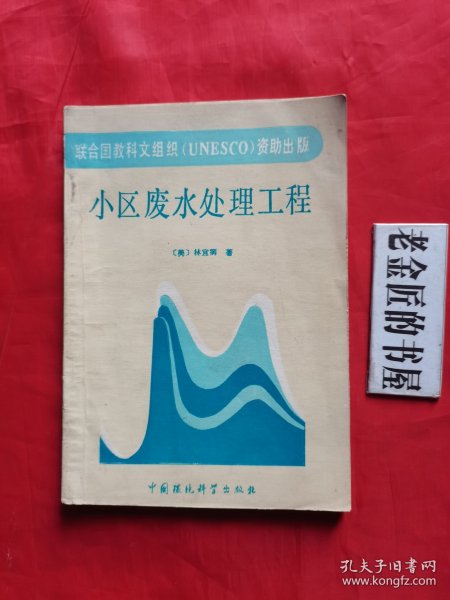 联合国教科文组织(UNESCO)资助出版
小区废水处理工程
〔美〕林宜狮 著
中国环境科学出版社
老金匠的书屋
孔夫子旧书网
www.kongfz.com